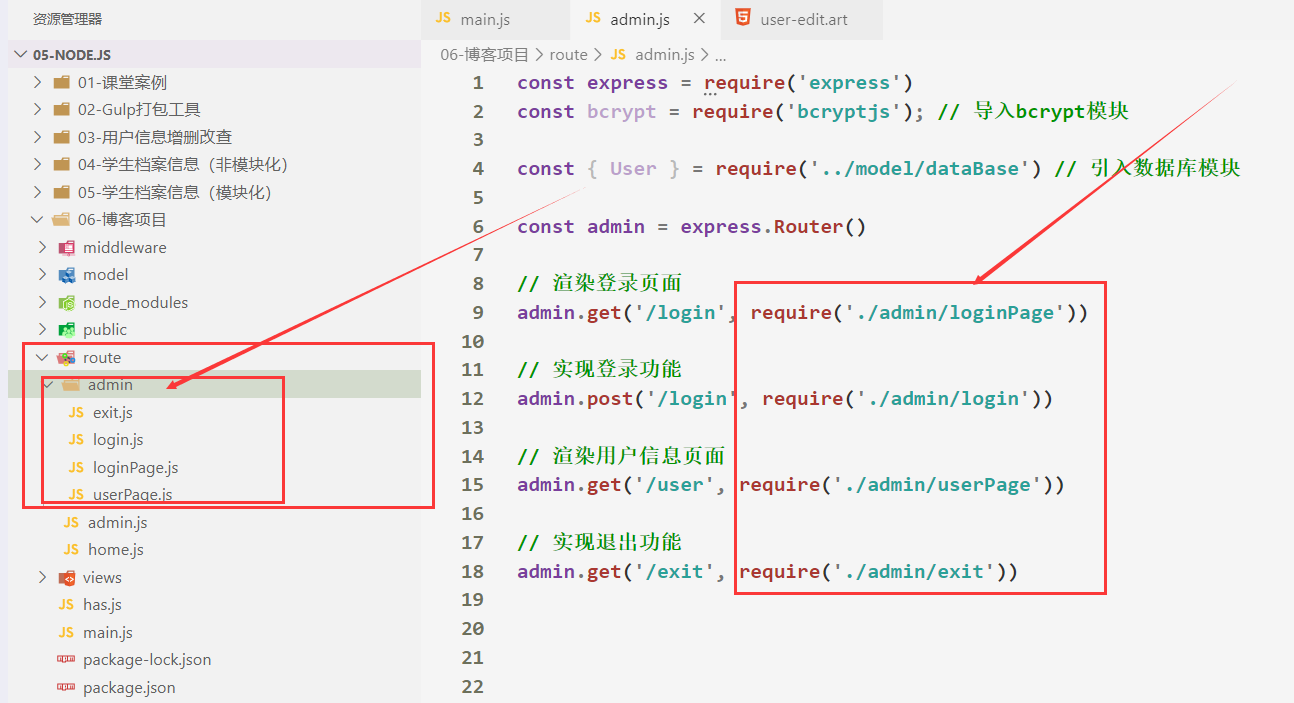 资源管理器
05-NODE.JS
01-课堂案例
02-Gulp打包工具
03-用户信息增删改查
04-学生档案信息（非模块化）
05-学生档案信息（模块化）
06-博客项目
middleware
model
node_modules
public
route
admin
JS exit.js
JS login.js
JS loginPage.js
JS userPage.js
JS admin.js
JS home.js
views
JS has.js
JS main.js
package-lock.json
package.json
JS main.js JS admin.js × user-edit.art
06-博客项目 > route > JS admin.js > ...
1 const express = require('express')
2 const bcrypt = require('bcryptjs'); // 导入bcrypt模块
3
4 const { User } = require('../model/dataBase') // 引入数据库模块
5
6 const admin = express.Router()
7
8 // 渲染登录页面
9 admin.get('/login', require('./admin/loginPage'))
10
11 // 实现登录功能
12 admin.post('/login', require('./admin/login'))
13
14 // 渲染用户信息页面
15 admin.get('/user', require('./admin/userPage'))
16
17 // 实现退出功能
18 admin.get('/exit', require('./admin/exit'))
19
20
21
22